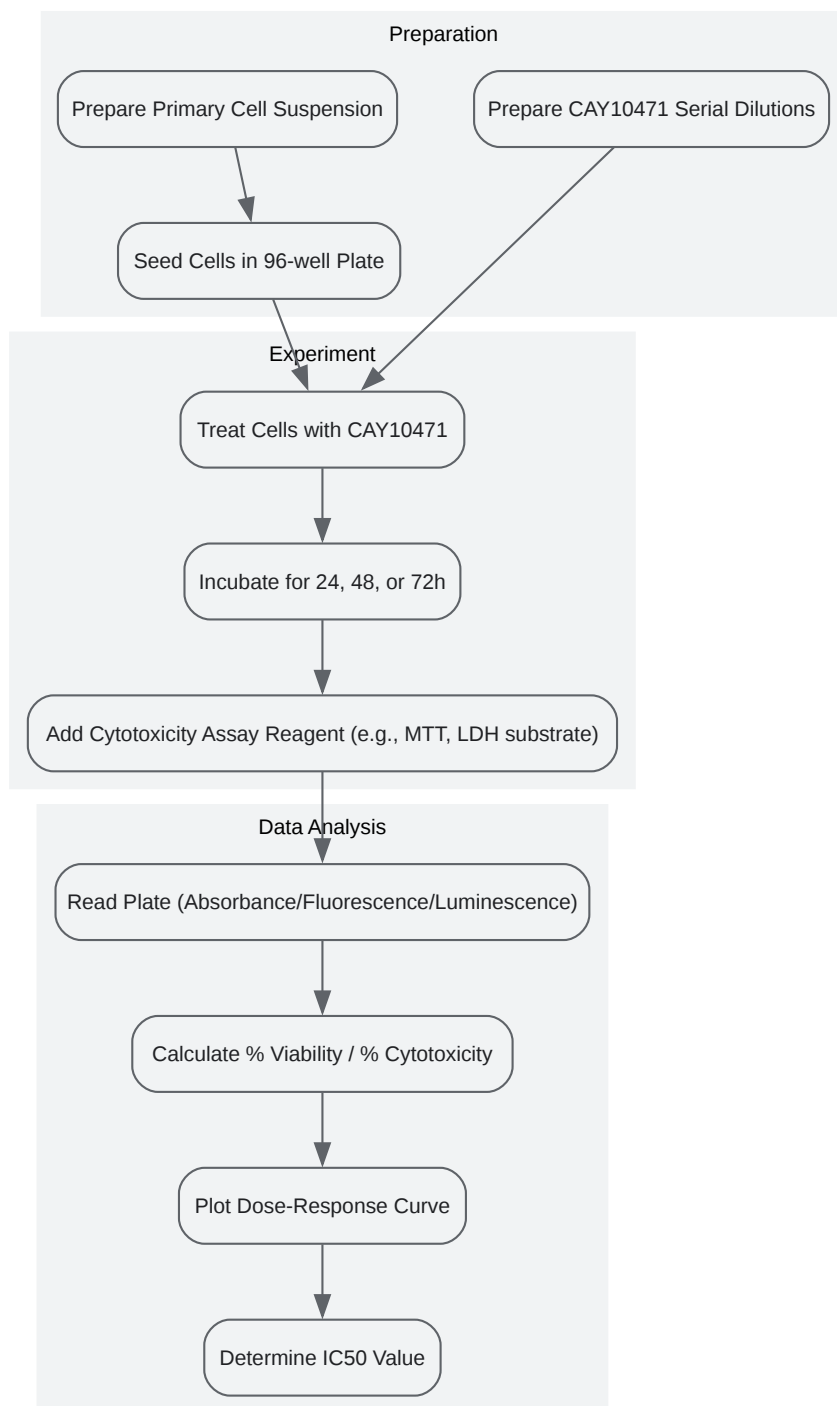 Preparation
Prepare Primary Cell Suspension
Prepare CAY10471 Serial Dilutions
Seed Cells in 96-well Plate
Experiment
Treat Cells with CAY10471
Incubate for 24, 48, or 72h
Add Cytotoxicity Assay Reagent (e.g., MTT, LDH substrate)
Data Analysis
Read Plate (Absorbance/Fluorescence/Luminescence)
Calculate % Viability / % Cytotoxicity
Plot Dose-Response Curve
Determine IC50 Value